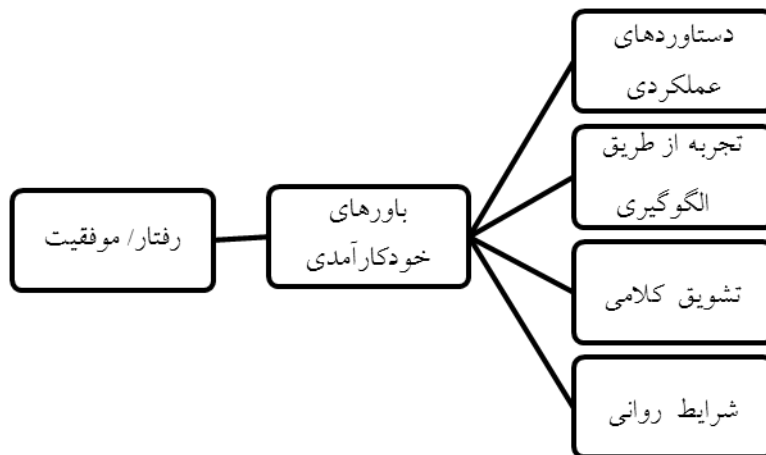 دستاوردهای
عملکردی
تجربه از طریق
الگوگیری
تشویق کلامی
شرایط روانی
باورهای
خودکارآمدی
رفتار/ موفقیت